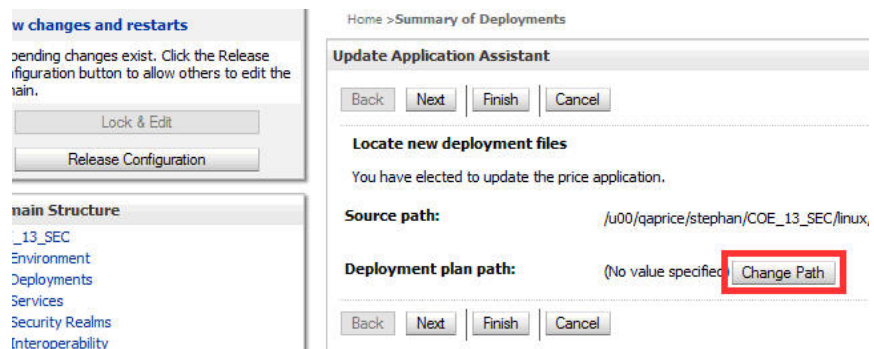 w changes and restarts
pending changes exist. Click the Release
nfiguration button to allow others to edit the
main.
Lock & Edit
Release Configuration
main Structure
_13_SEC
Environment
Deployments
Services
Security Realms
Interoperability
Home >Summary of Deployments
Update Application Assistant
Back Next Finish Cancel
Locate new deployment files
You have elected to update the price application.
Source path: /u00/qaprice/stephan/COE_13_SEC/linux,
Deployment plan path: (No value specified) Change Path
Back Next Finish Cancel